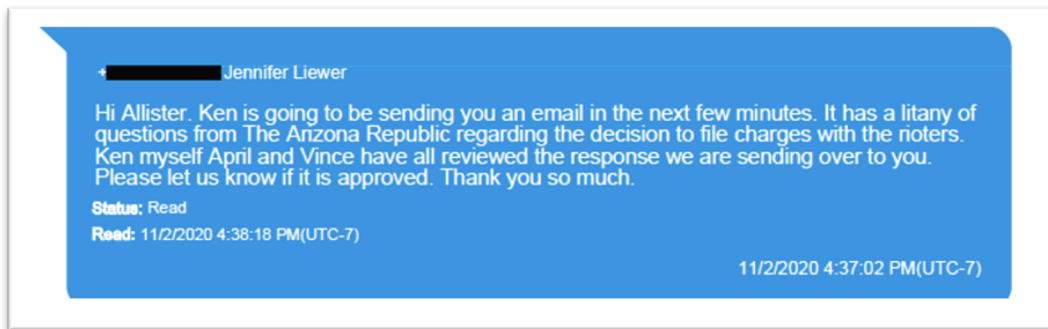 + Jennifer Liewer
Hi Allister. Ken is going to be sending you an email in the next few minutes. It has a litany of
questions from The Arizona Republic regarding the decision to file charges with the rioters.
Ken myself April and Vince have all reviewed the response we are sending over to you.
Please let us know if it is approved. Thank you so much.
Status: Read
Read: 11/2/2020 4:38:18 PM(UTC-7)
11/2/2020 4:37:02 PM(UTC-7)